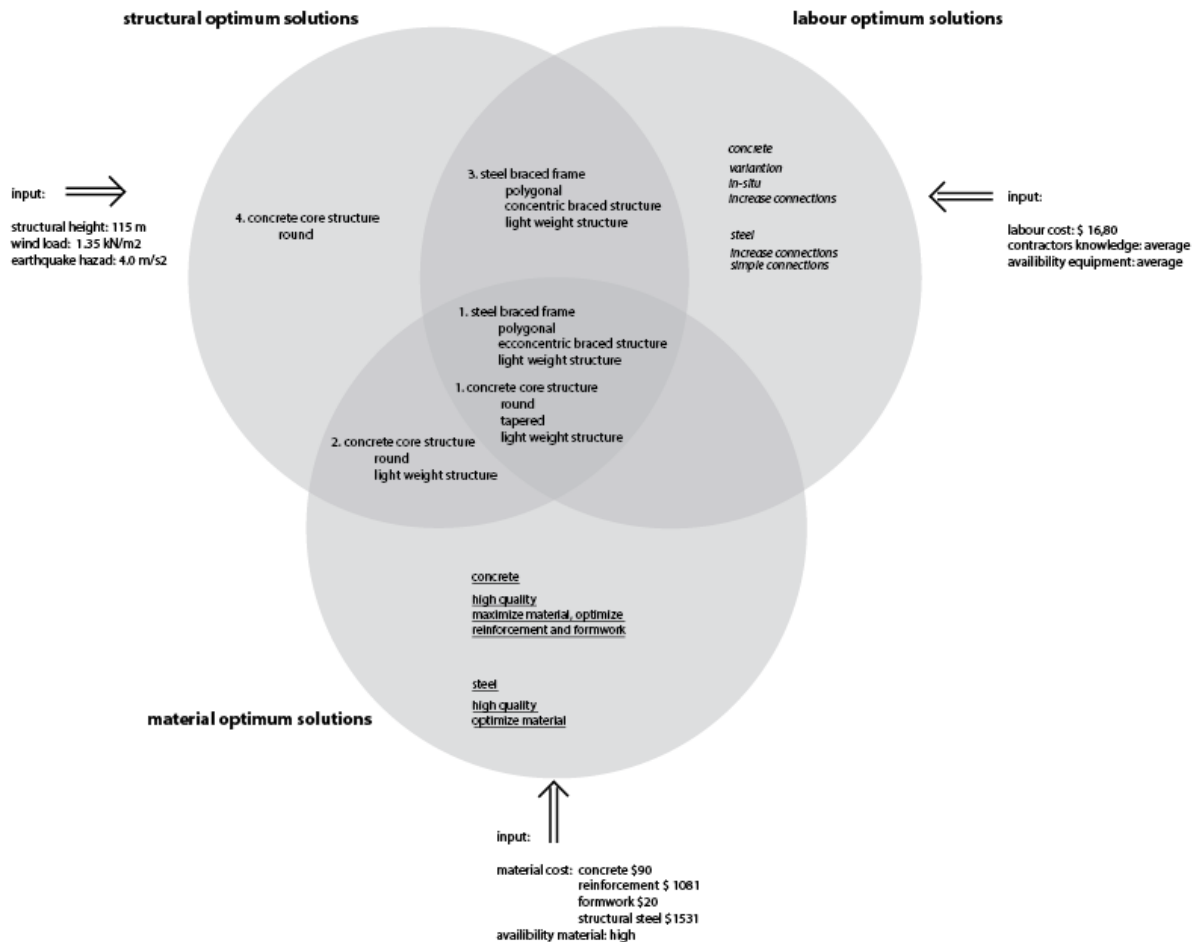 structural optimum solutions
labour optimum solutions
input:
structural height: 115 m
wind load: 1.35 kN/m2
earthquake hazad: 4.0 m/s2
4. concrete core structure
round
3. steel braced frame
polygonal
concentric braced structure
light weight structure
concrete
variantion
in-situ
increase connections
steel
increase connections
simple connections
input:
labour cost: $ 16,80
contractors knowledge: average
availibility equipment: average
1. steel braced frame
polygonal
ecconcentric braced structure
light weight structure
1. concrete core structure
round
tapered
light weight structure
2. concrete core structure
round
light weight structure
concrete
high quality
maximize material, optimize
reinforcement and formwork
steel
high quality
optimize material
material optimum solutions
input:
material cost: concrete $90
reinforcement $ 1081
formwork $20
structural steel $1531
availibility material: high